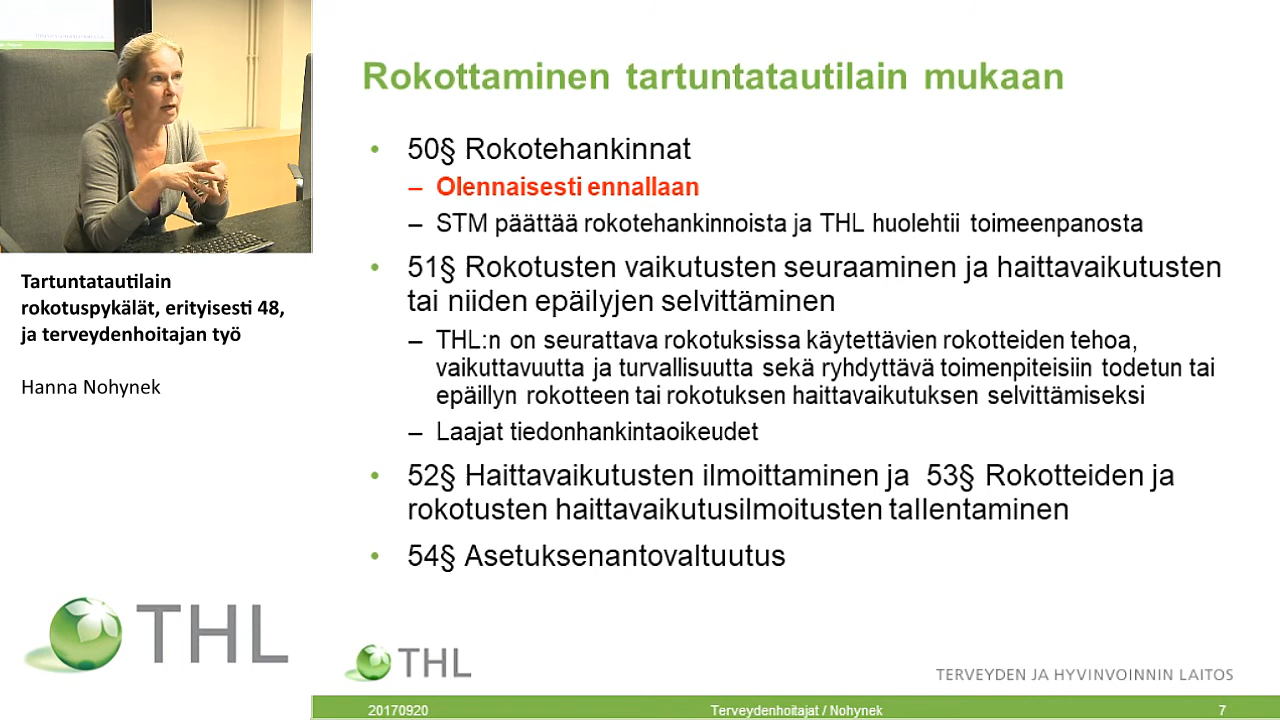 Rokottaminen tartuntatautilain mukaan
• 50§ Rokotehankinnat
– Olennaisesti ennallaan
– STM päättää rokotehankinnoista ja THL huolehtii toimeenpanosta
• 51§ Rokotusten vaikutusten seuraaminen ja haittavaikutusten
tai niiden epäilyjen selvittäminen
– THL:n on seurattava rokotuksissa käytettävien rokotteiden tehoa,
vaikuttavuutta ja turvallisuutta sekä ryhdyttävä toimenpiteisiin todetun tai
epäillyn rokotteen tai rokotuksen haittavaikutuksen selvittämiseksi
– Laajat tiedonhankintaoikeudet
• 52§ Haittavaikutusten ilmoittaminen ja 53§ Rokotteiden ja
rokotusten haittavaikutusilmoitusten tallentaminen
• 54§ Asetuksenantovaltuutus
Tartuntatautilain
rokotuspykälät, erityisesti 48,
ja terveydenhoitajan työ
Hanna Nohynek
THL
THL
TERVEYDEN JA HYVINVOINNIN LAITOS
20170920 Terveydenhoitajat / Nohynek 7